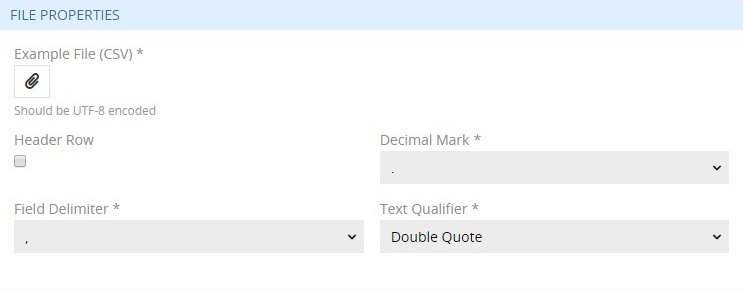 FILE PROPERTIES
Example File (CSV) *
Should be UTF-8 encoded
Header Row
Decimal Mark *
.
Field Delimiter *
Text Qualifier *
,
Double Quote